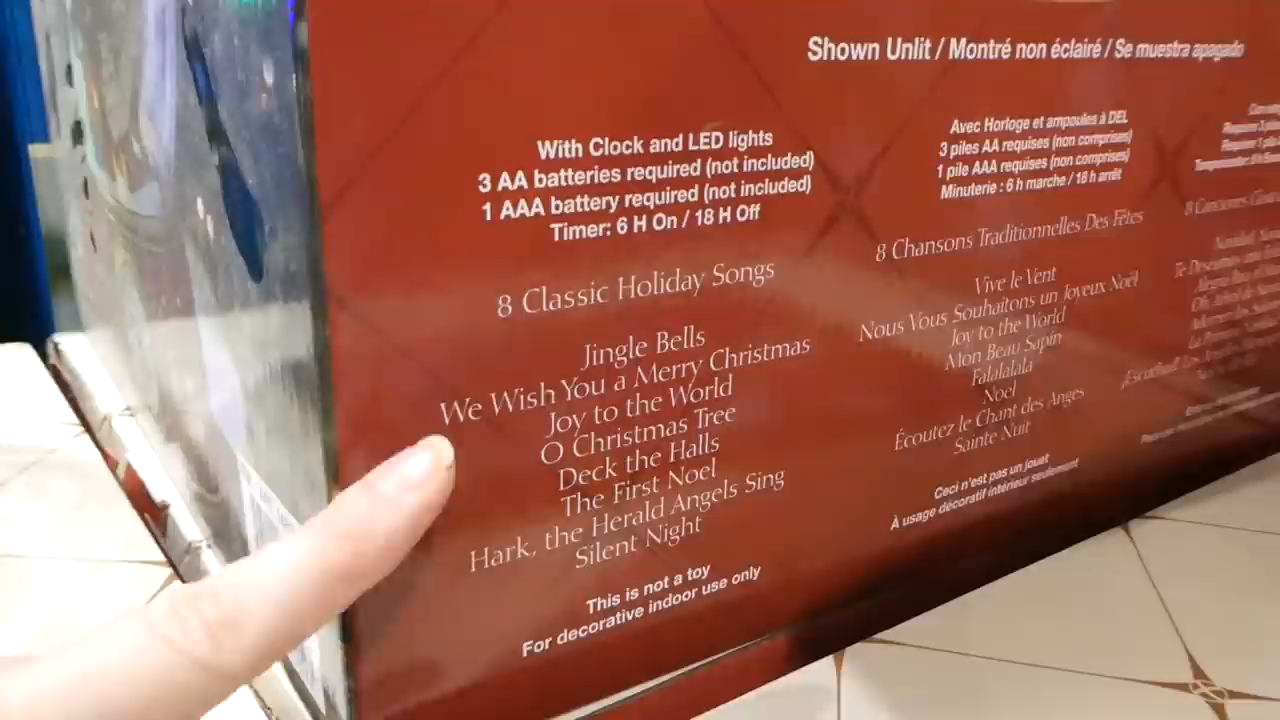 Shown Unlit / Montré non éclairé / Se muestra apagado
With Clock and LED lights
3 AA batteries required (not included)
1 AAA battery required (not included)
Timer: 6 H On / 18 H Off
8 Classic Holiday Songs
Jingle Bells
We Wish You a Merry Christmas
Joy to the World
O Christmas Tree
Deck the Halls
The First Noel
Hark, the Herald Angels Sing
Silent Night
This is not a toy
For decorative indoor use only
Avec Horloge et ampoules à DEL
3 piles AA requises (non comprises)
1 pile AAA requises (non comprises)
Minuterie : 6 h marche / 18 h arrêt
8 Chansons Traditionnelles Des Fêtes
Vive le Vent
Nous Vous Souhaitons un Joyeux Noël
Joy to the World
Mon Beau Sapin
Falalalala
Noel
Écoutez le Chant des Anges
Sainte Nuit
Ceci n'est pas un jouet
À usage décoratif intérieur seulement
8 Canciones